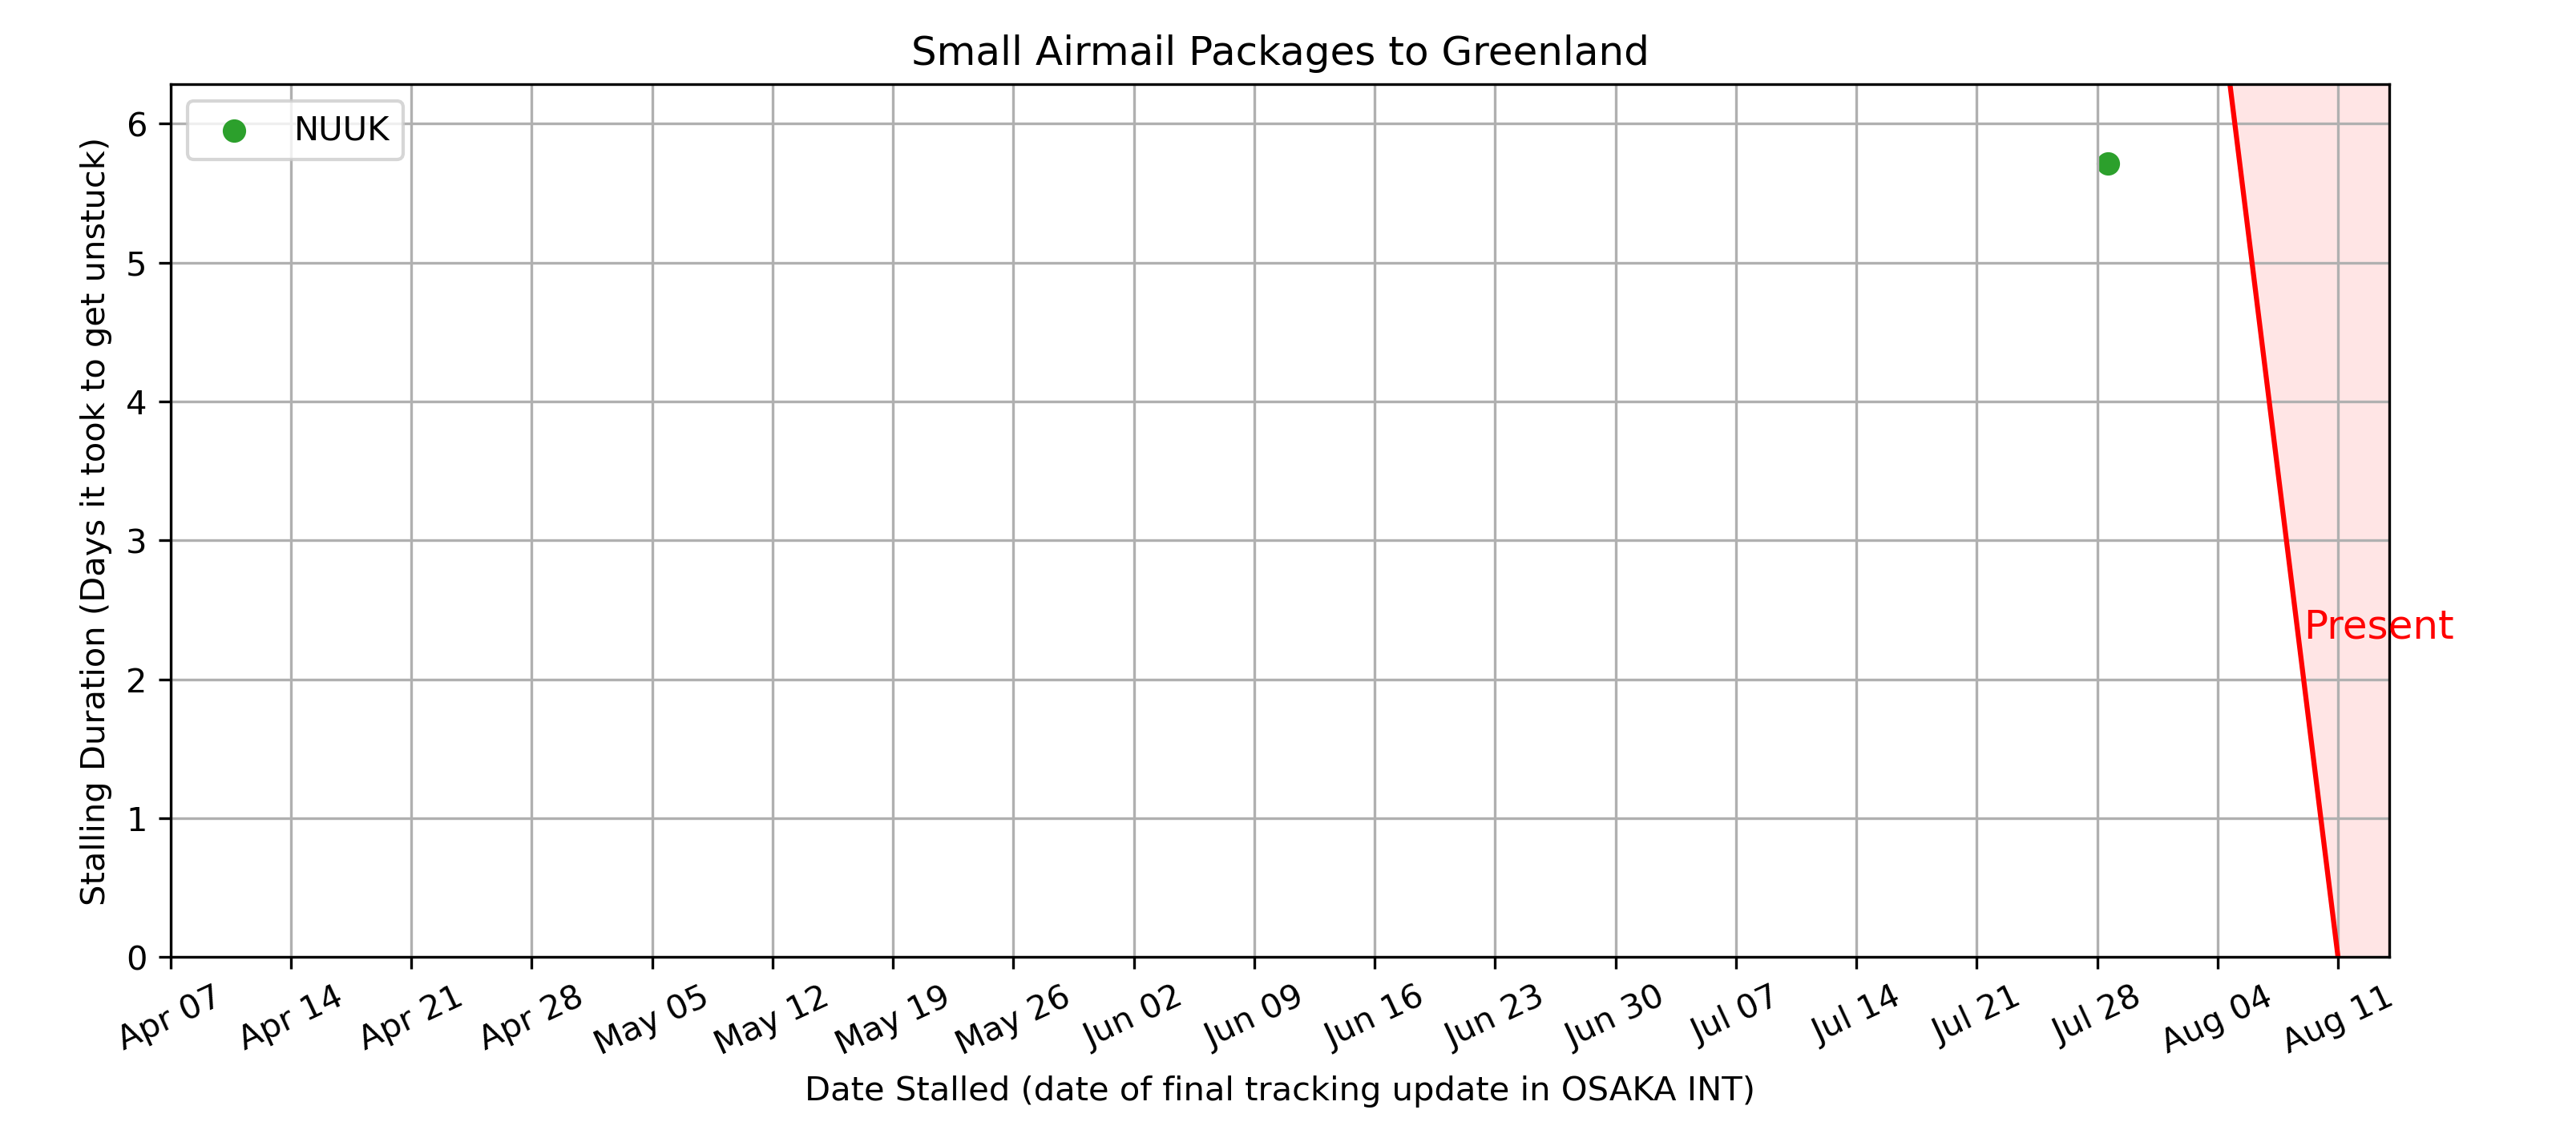 Small Airmail Packages to Greenland
NUUK
Stalling Duration (Days it took to get unstuck)
6
5
4
3
2
1
0
Present
Apr 07 Apr 14 Apr 21 Apr 28 May 05 May 12 May 19 May 26 Jun 02 Jun 09 Jun 16 Jun 23 Jun 30 Jul 07 Jul 14 Jul 21 Jul 28 Aug 04 Aug 11
Date Stalled (date of final tracking update in OSAKA INT)